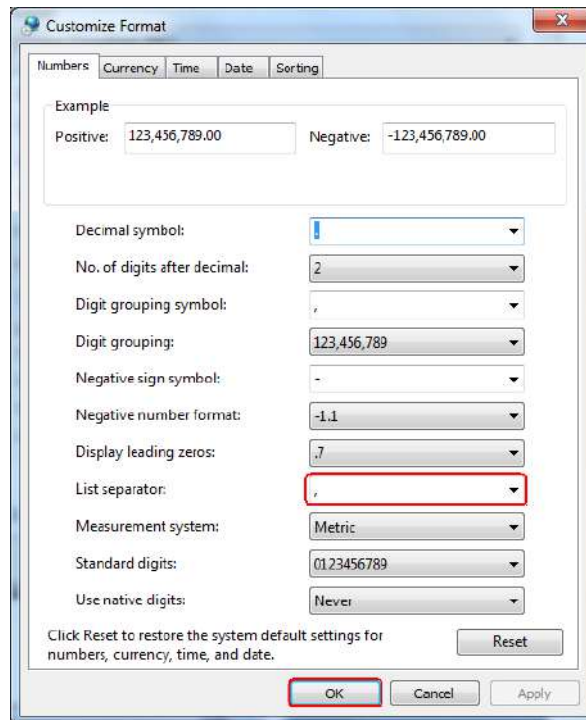 Customize Format
Numbers Currency Time Date Sorting
Example
Positive: 123,456,789.00 Negative: -123,456,789.00
Decimal symbol: .
No. of digits after decimal: 2
Digit grouping symbol: ,
Digit grouping: 123,456,789
Negative sign symbol: -
Negative number format: -1.1
Display leading zeros: .7
List separator: ,
Measurement system: Metric
Standard digits: 0123456789
Use native digits: Never
Click Reset to restore the system default settings for
numbers, currency, time, and date.
Reset
OK Cancel Apply